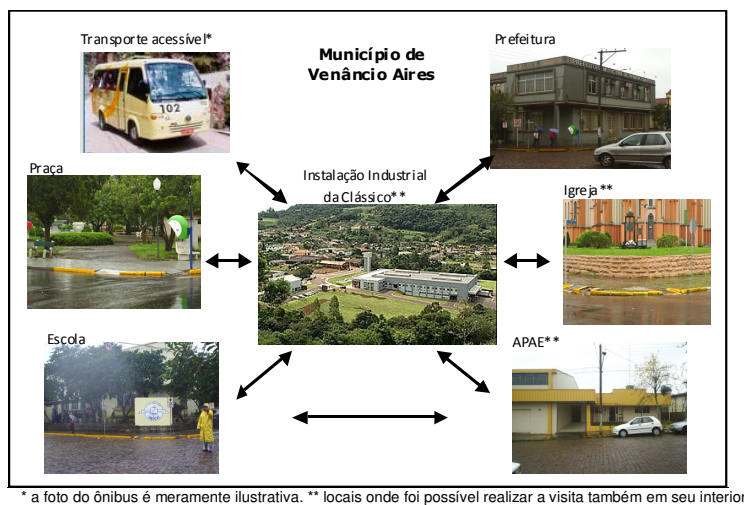 Transporte acessível*
Município de
Venâncio Aires
Prefeitura
102
Praça
Instalação Industrial
da Clássico**
Igreja**
Escola
APAE**
* a foto do ônibus é meramente ilustrativa. ** locais onde foi possível realizar a visita também em seu interior